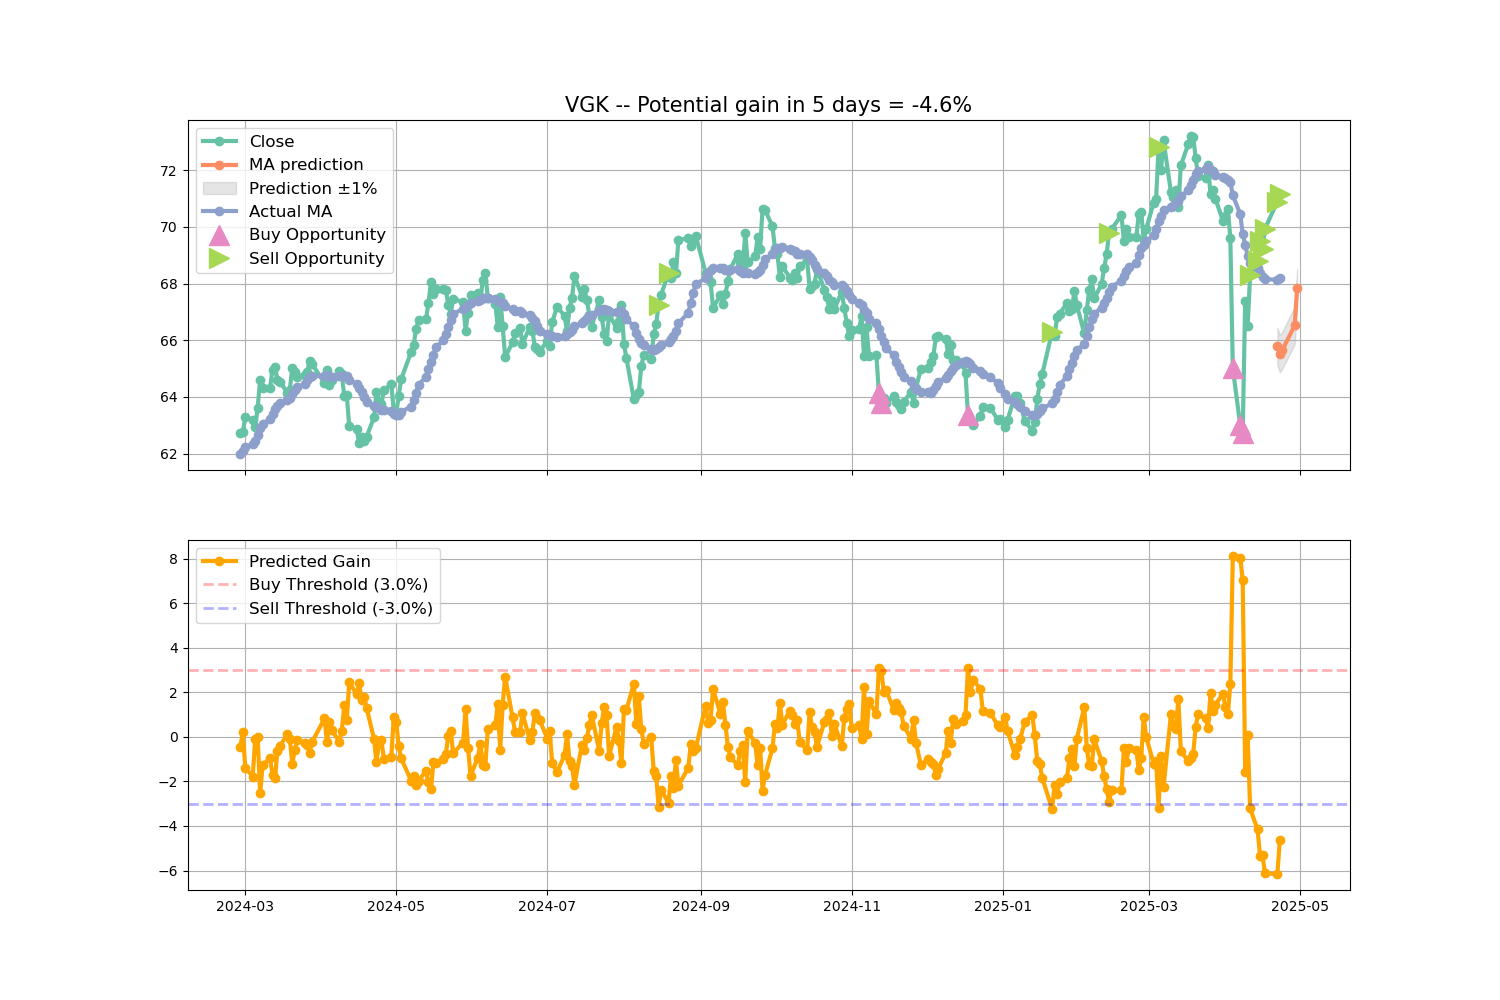 VGK -- Potential gain in 5 days = -4.6%
Close
MA prediction
Prediction ±1%
Actual MA
Buy Opportunity
Sell Opportunity
72
70
68
66
64
62
Predicted Gain
Buy Threshold (3.0%)
Sell Threshold (-3.0%)
8
6
4
2
0
−2
−4
−6
2024-03
2024-05
2024-07
2024-09
2024-11
2025-01
2025-03
2025-05